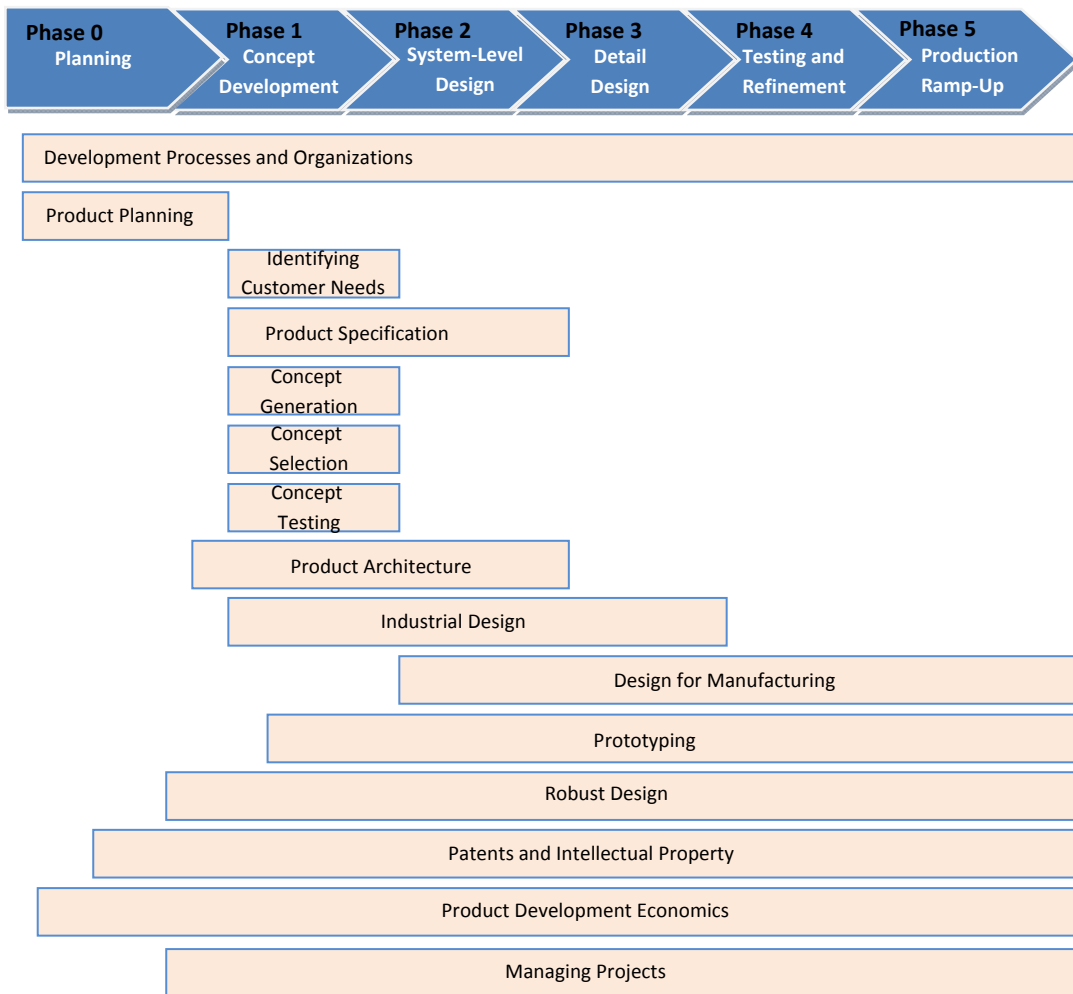 Phase 0
Planning
Phase 1
Concept
Development
Phase 2
System-Level
Design
Phase 3
Detail
Design
Phase 4
Testing and
Refinement
Phase 5
Production
Ramp-Up
Development Processes and Organizations
Product Planning
Identifying
Customer Needs
Product Specification
Concept
Generation
Concept
Selection
Concept
Testing
Product Architecture
Industrial Design
Design for Manufacturing
Prototyping
Robust Design
Patents and Intellectual Property
Product Development Economics
Managing Projects